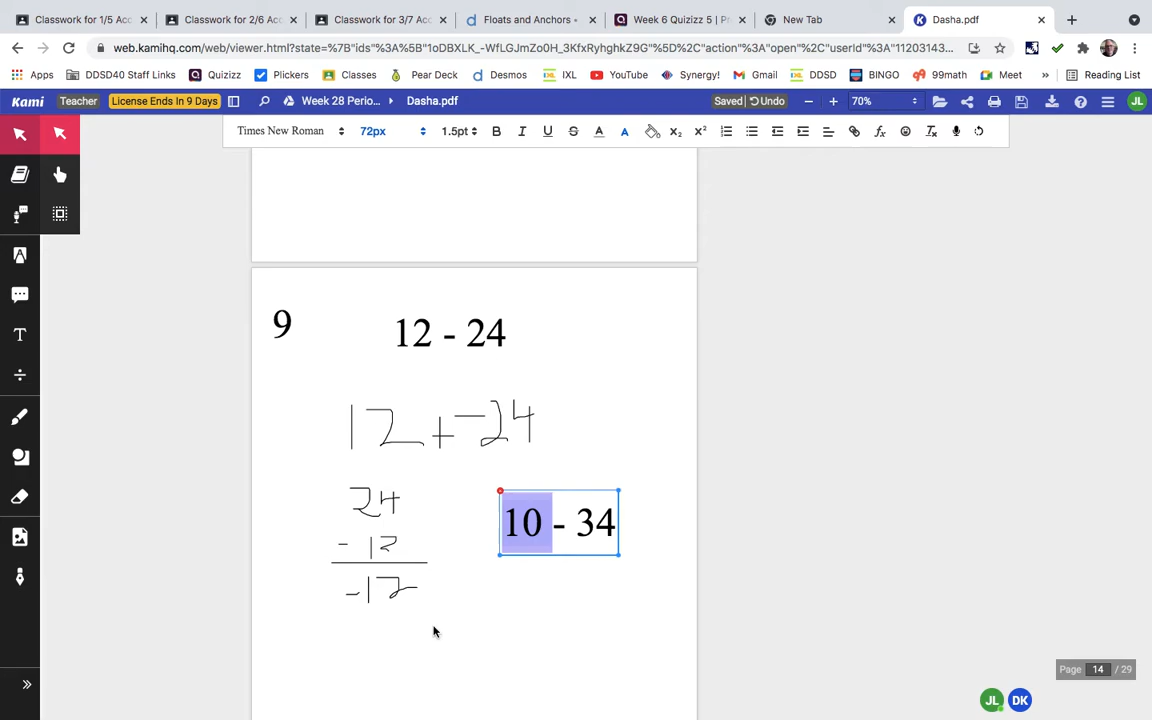 Classwork for 1/5 Acc
Classwork for 2/6 Acc
Classwork for 3/7 Acc
Floats and Anchors •
Week 6 Quizizz 5 | Pr
New Tab
Dasha.pdf
web.kamihq.com/web/viewer.html?state=%7B"ids"%3A%5B"1oDBXLK_-WfLGJmZo0H_3KfxRyhghkZ9G"%5D%2C"action"%3A"open"%2C"userId"%3A"11203143...
Apps
DDSD40 Staff Links
Quizizz
Plickers
Classes
Pear Deck
Desmos
IXL
YouTube
Synergy!
Gmail
DDSD
BINGO
99math
Meet
»
Reading List
Kami
Teacher
License Ends In 9 Days
Week 28 Perio...
Dasha.pdf
Saved
Undo
70%
JL
Times New Roman
72px
1.5pt
9
12 - 24
12 + -24
24
- 12
-12
10 - 34
Page 14 / 29
JL
DK